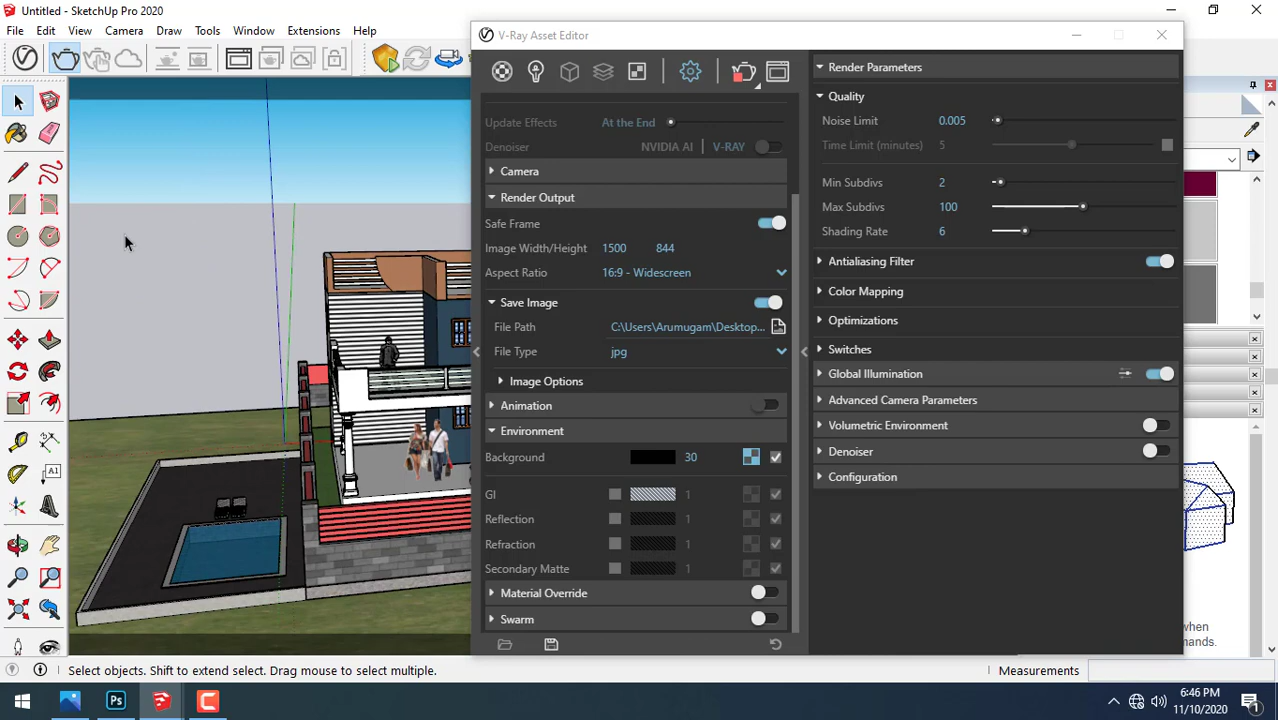 Untitled - SketchUp Pro 2020
File Edit View Camera Draw Tools Window Extensions Help
V-Ray Asset Editor
Update Effects At the End
Denoiser NVIDIA AI | V-RAY
Camera
Render Output
Safe Frame
Image Width/Height 1500 844
Aspect Ratio 16:9 - Widescreen
Save Image
File Path C:\Users\Arumugam\Desktop...
File Type jpg
Image Options
Animation
Environment
Background 30
GI 1
Reflection 1
Refraction 1
Secondary Matte 1
Material Override
Swarm
Render Parameters
Quality
Noise Limit 0.005
Time Limit (minutes) 5
Min Subdivs 2
Max Subdivs 100
Shading Rate 6
Antialiasing Filter
Color Mapping
Optimizations
Switches
Global Illumination
Advanced Camera Parameters
Volumetric Environment
Denoiser
Configuration
when
mands.
AI
Select objects. Shift to extend select. Drag mouse to select multiple.
Measurements
Ps
6:46 PM
11/10/2020
1